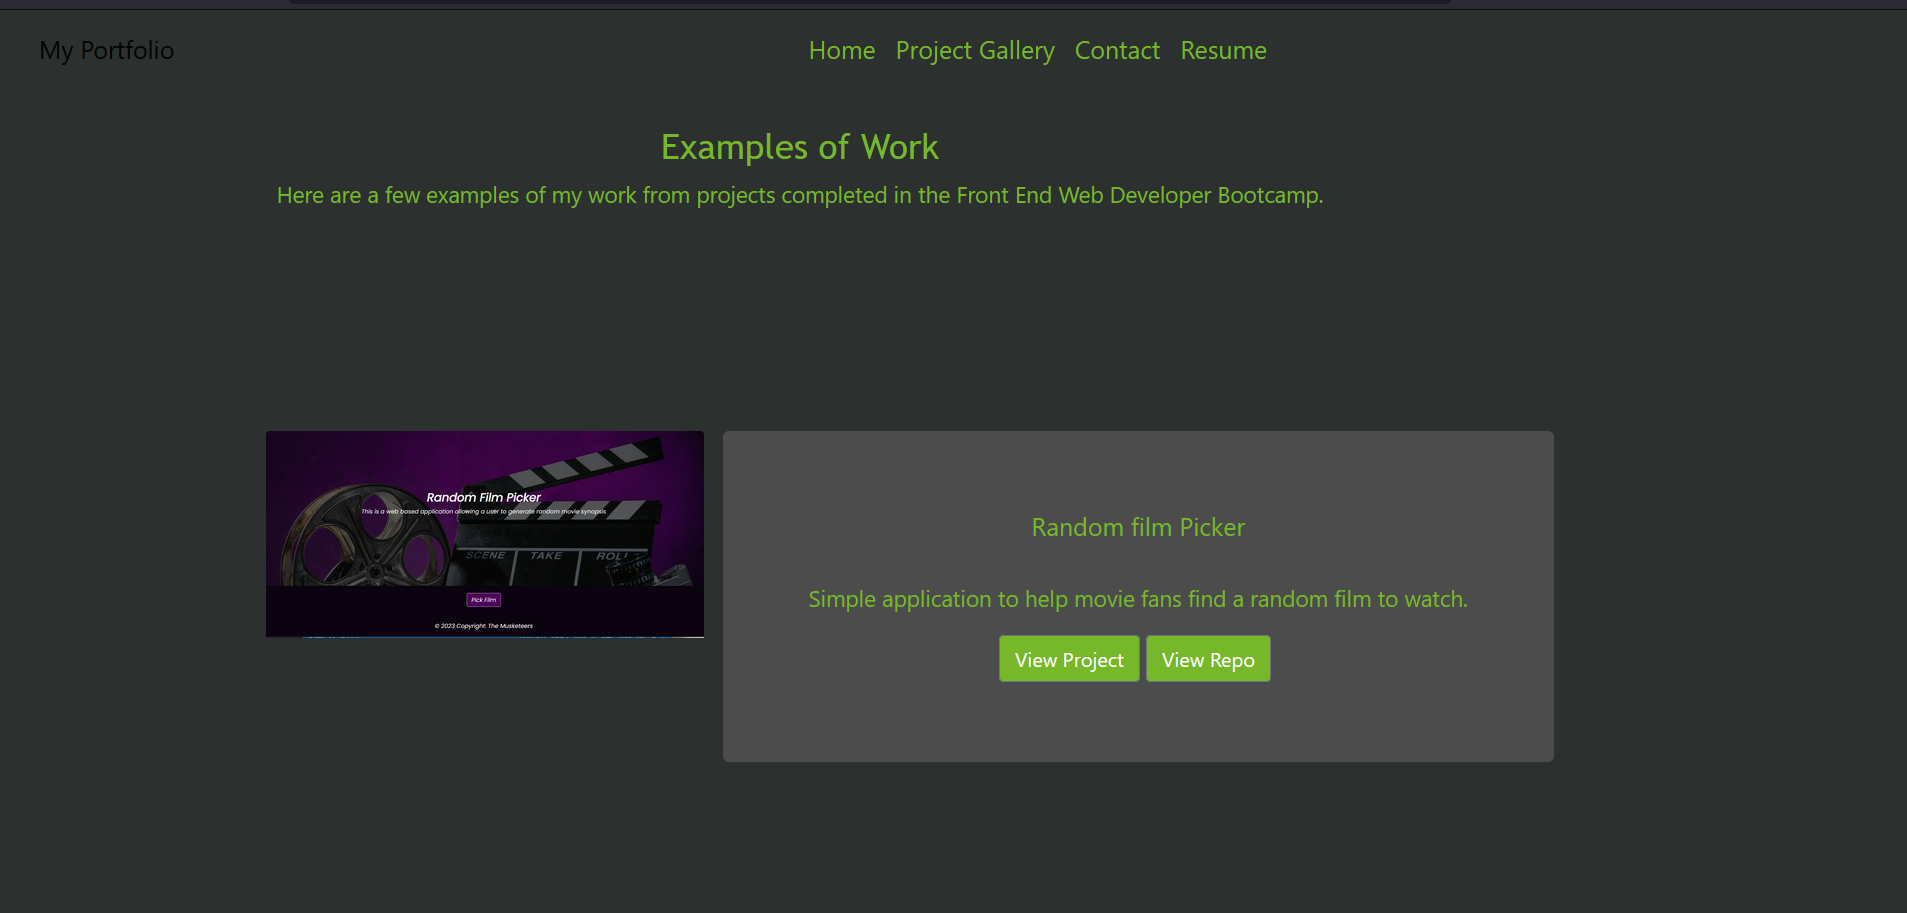 My Portfolio
Home Project Gallery Contact Resume
Examples of Work
Here are a few examples of my work from projects completed in the Front End Web Developer Bootcamp.
Random Film Picker
This is a web based application allowing a user to generate random movie synopsis
SCENE TAKE ROLL
Pick Film
© 2023 Copyright: The Musketeers
Random film Picker
Simple application to help movie fans find a random film to watch.
View Project View Repo